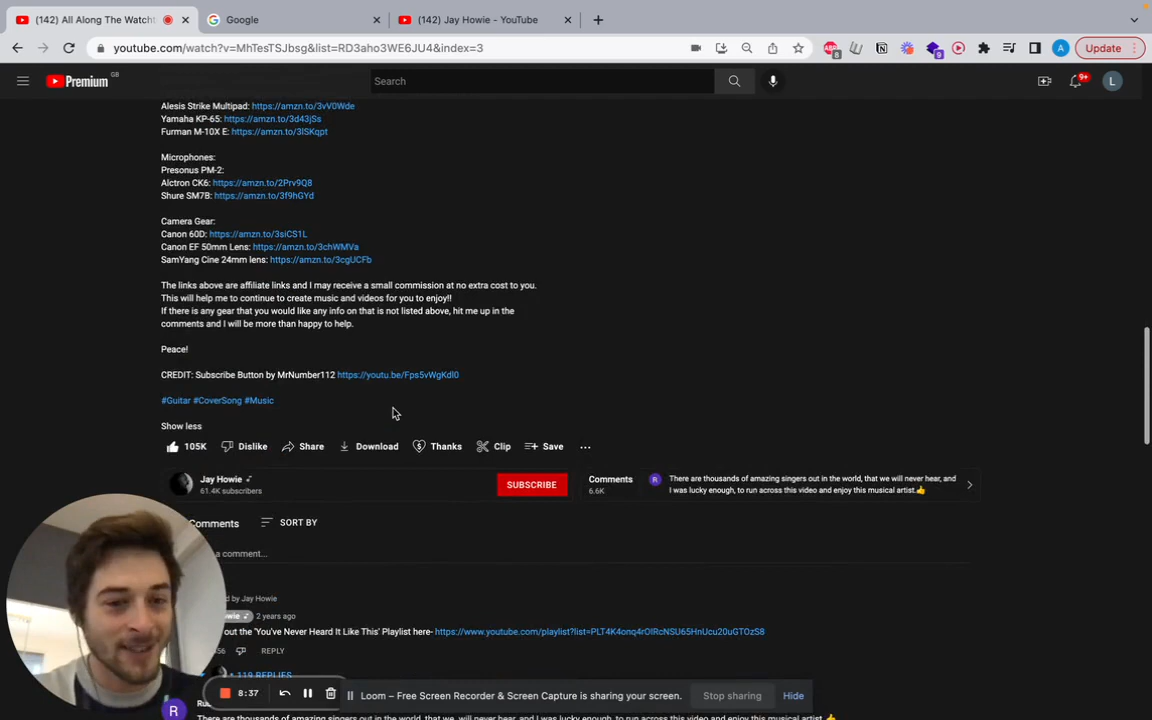 (142) All Along The Watcht
Google
(142) Jay Howie - YouTube
youtube.com/watch?v=MhTesTSJbsg&list=RD3aho3WE6JU4&index=3
8
9
A
Update
Premium
GB
Search
9+
L
Alesis Strike Multipad: https://amzn.to/3vV0Wde
Yamaha KP-65: https://amzn.to/3d43jSs
Furman M-10X E: https://amzn.to/3lSKqpt
Microphones:
Presonus PM-2:
Alctron CK6: https://amzn.to/2Prv9Q8
Shure SM7B: https://amzn.to/3f9hGYd
Camera Gear:
Canon 60D: https://amzn.to/3siCS1L
Canon EF 50mm Lens: https://amzn.to/3chWMVa
SamYang Cine 24mm lens: https://amzn.to/3cgUCFb
The links above are affiliate links and I may receive a small commission at no extra cost to you.
This will help me to continue to create music and videos for you to enjoy!!
If there is any gear that you would like any info on that is not listed above, hit me up in the
comments and I will be more than happy to help.
Peace!
CREDIT: Subscribe Button by MrNumber112 https://youtu.be/Fps5vWgKdl0
#Guitar #CoverSong #Music
Show less
105K Dislike Share Download Thanks Clip Save
Jay Howie
61.4K subscribers
SUBSCRIBE
Comments
6.6K
R
There are thousands of amazing singers out in the world, that we will never hear, and
I was lucky enough, to run across this video and enjoy this musical artist.👍
Comments SORT BY
a comment...
d by Jay Howie
owie 2 years ago
out the 'You've Never Heard It Like This' Playlist here- https://www.youtube.com/playlist?list=PLT4K4onq4rOlRcNSU65HnUcu20uGTOzS8
56 REPLY
119 REPLIES
8:37
Loom – Free Screen Recorder & Screen Capture is sharing your screen.
Stop sharing
Hide
R
There are thousands of amazing singers out in the world, that we will never hear, and I was lucky enough, to run across this video and enjoy this musical artist.👍